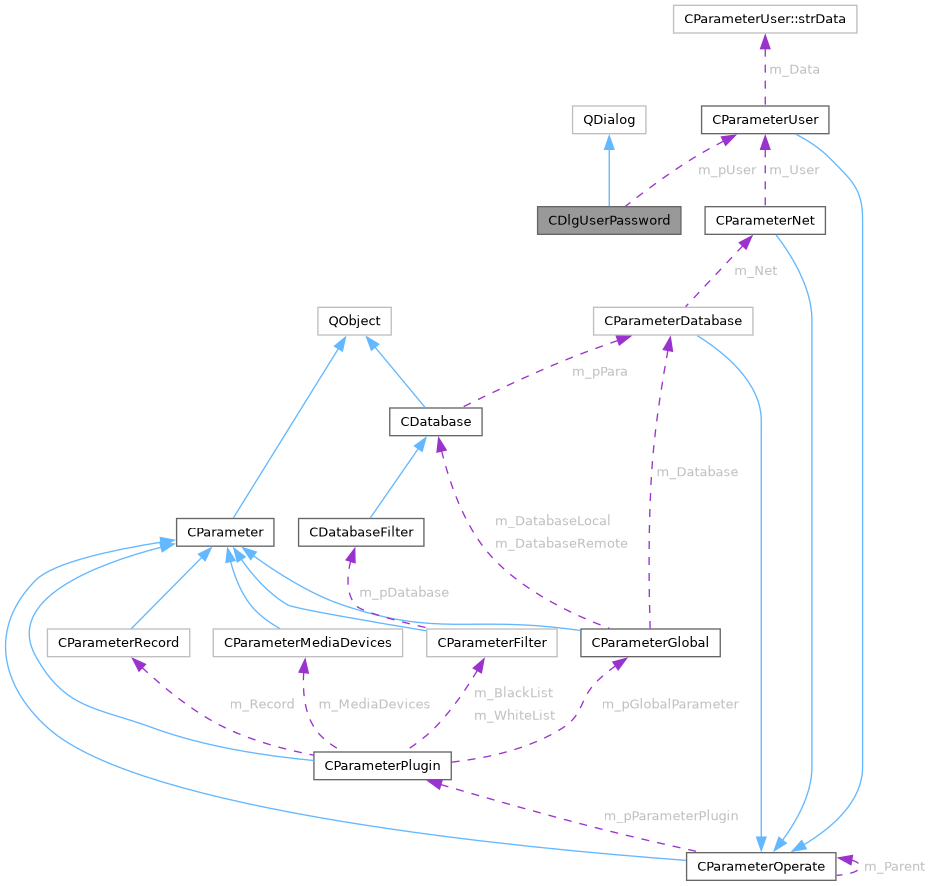 CParameterUser::strData
m_Data
QDialog
CParameterUser
m_pUser
m_User
CDlgUserPassword
CParameterNet
m_Net
QObject
CParameterDatabase
m_pPara
CDatabase
m_Database
m_DatabaseLocal
m_DatabaseRemote
CParameter
CDatabaseFilter
m_pDatabase
CParameterRecord
CParameterMediaDevices
CParameterFilter
CParameterGlobal
m_Record
m_MediaDevices
m_BlackList
m_WhiteList
m_pGlobalParameter
CParameterPlugin
m_pParameterPlugin
CParameterOperate
m_Parent